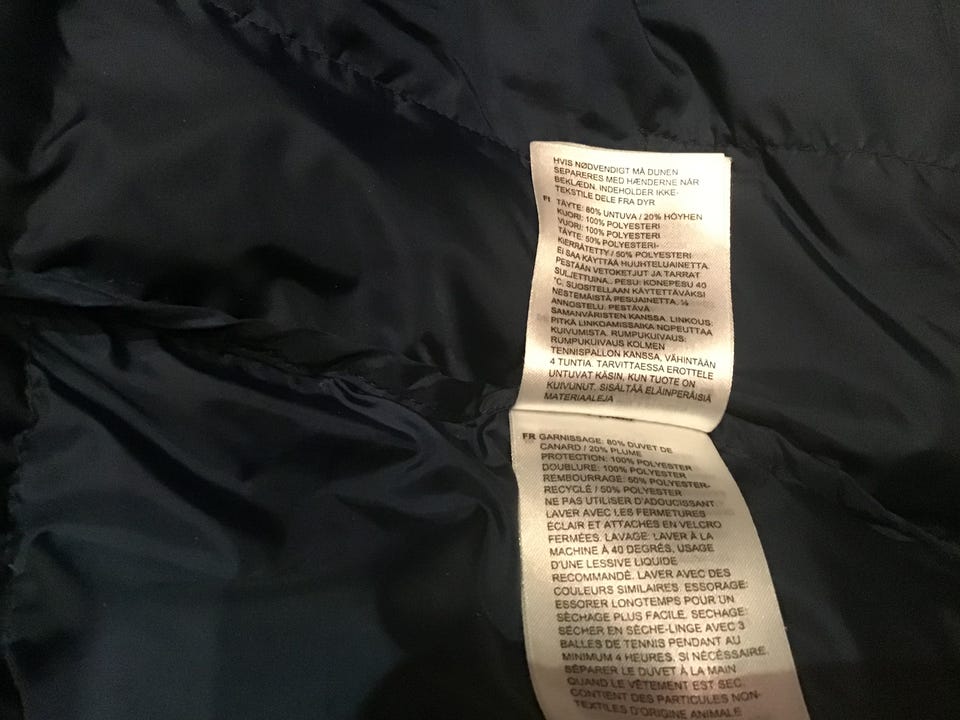 HVIS NØDVENDIGT MÅ DUNEN
SEPARERES MED HÆNDERNE NÅR
BEKLÆDN. INDEHOLDER IKKE-
TEKSTILE DELE FRA DYR
FI TÄYTE: 80% UNTUVA / 20% HÖYHEN
KUORI: 100% POLYESTERI
VUORI: 100% POLYESTERI
TÄYTE: 50% POLYESTERI-
KIERRÄTETTY / 50% POLYESTERI
EI SAA KÄYTTÄÄ HUUHTELUAINETTA.
PESTÄÄN VETOKETJUT JA TARRAT
SULJETTUINA.. PESU: KONEPESU 40
°C. SUOSITELLAAN KÄYTETTÄVÄKSI
NESTEMÄISTÄ PESUAINETTA. ½
ANNOSTELU. PESTÄVÄ
SAMANVÄRISTEN KANSSA. LINKOUS:
PITKÄ LINKOAMISSAIKA NOPEUTTAA
KUIVUMISTA. RUMPUKUIVAUS:
RUMPUKUIVAUS KOLMEN
TENNISPALLON KANSSA, VÄHINTÄÄN
4 TUNTIA. TARVITTAESSA EROTTELE
UNTUVAT KÄSIN, KUN TUOTE ON
KUIVUNUT. SISÄLTÄÄ ELÄINPERÄISIÄ
MATERIAALEJA
FR GARNISSAGE: 80% DUVET DE
CANARD / 20% PLUME
PROTECTION: 100% POLYESTER
DOUBLURE: 100% POLYESTER
REMBOURRAGE: 50% POLYESTER-
RECYCLÉ / 50% POLYESTER
NE PAS UTILISER D'ADOUCISSANT.
LAVER AVEC LES FERMETURES
ÉCLAIR ET ATTACHES EN VELCRO
FERMÉES. LAVAGE: LAVER À LA
MACHINE À 40 DEGRÉS, USAGE
D'UNE LESSIVE LIQUIDE
RECOMMANDÉ. LAVER AVEC DES
COULEURS SIMILAIRES. ESSORAGE:
ESSORER LONGTEMPS POUR UN
SÉCHAGE PLUS FACILE. SECHAGE:
SÉCHER EN SÈCHE-LINGE AVEC 3
BALLES DE TENNIS PENDANT AU
MINIMUM 4 HEURES. SI NÉCESSAIRE,
SÉPARER LE DUVET À LA MAIN
QUAND LE VÊTEMENT EST SEC.
CONTIENT DES PARTICULES NON-
TEXTILES D'ORIGINE ANIMALE